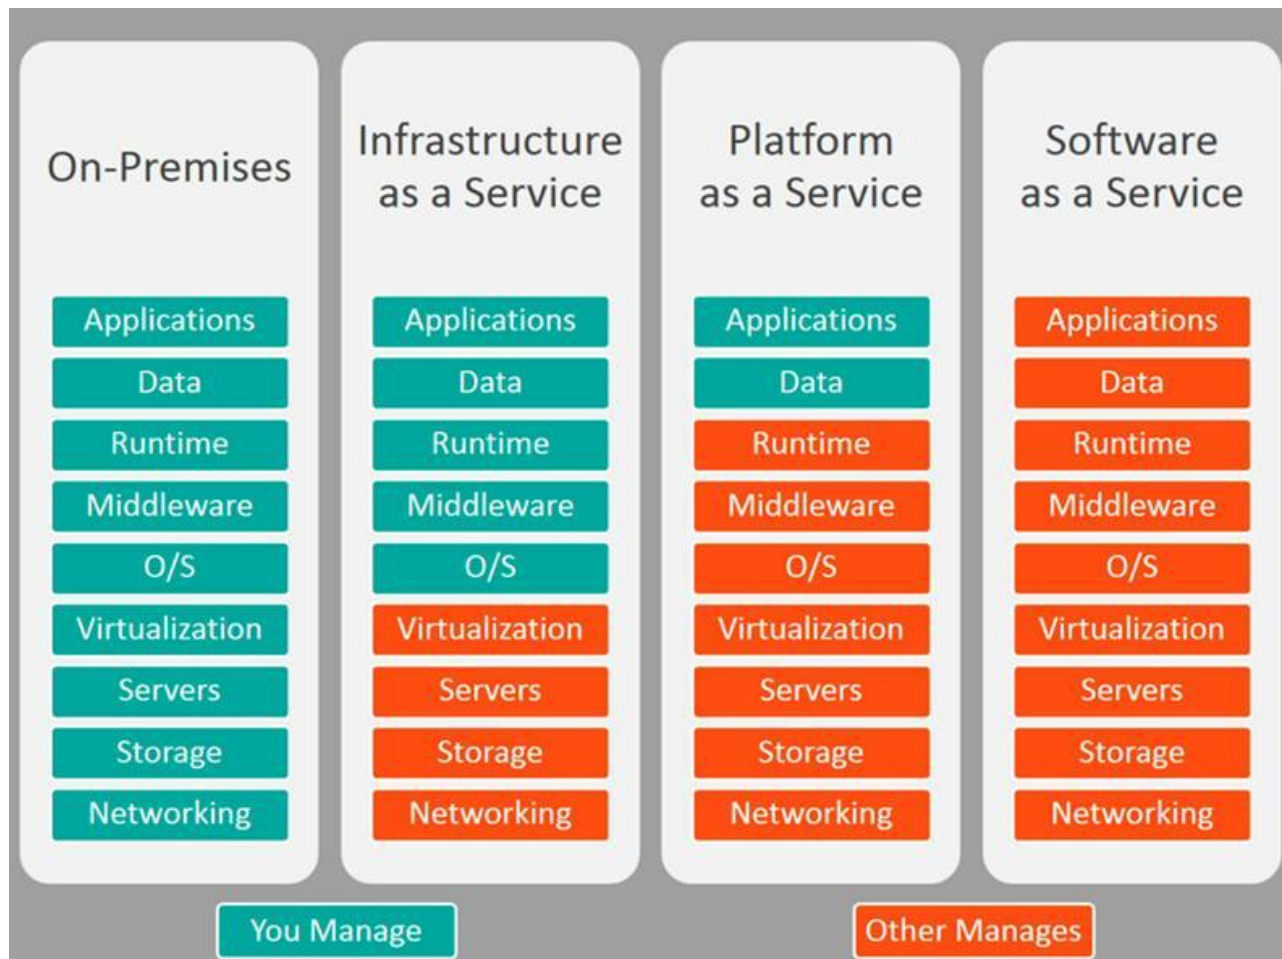 On-Premises
Applications
Data
Runtime
Middleware
O/S
Virtualization
Servers
Storage
Networking
Infrastructure
as a Service
Applications
Data
Runtime
Middleware
O/S
Virtualization
Servers
Storage
Networking
Platform
as a Service
Applications
Data
Runtime
Middleware
O/S
Virtualization
Servers
Storage
Networking
Software
as a Service
Applications
Data
Runtime
Middleware
O/S
Virtualization
Servers
Storage
Networking
You Manage
Other Manages